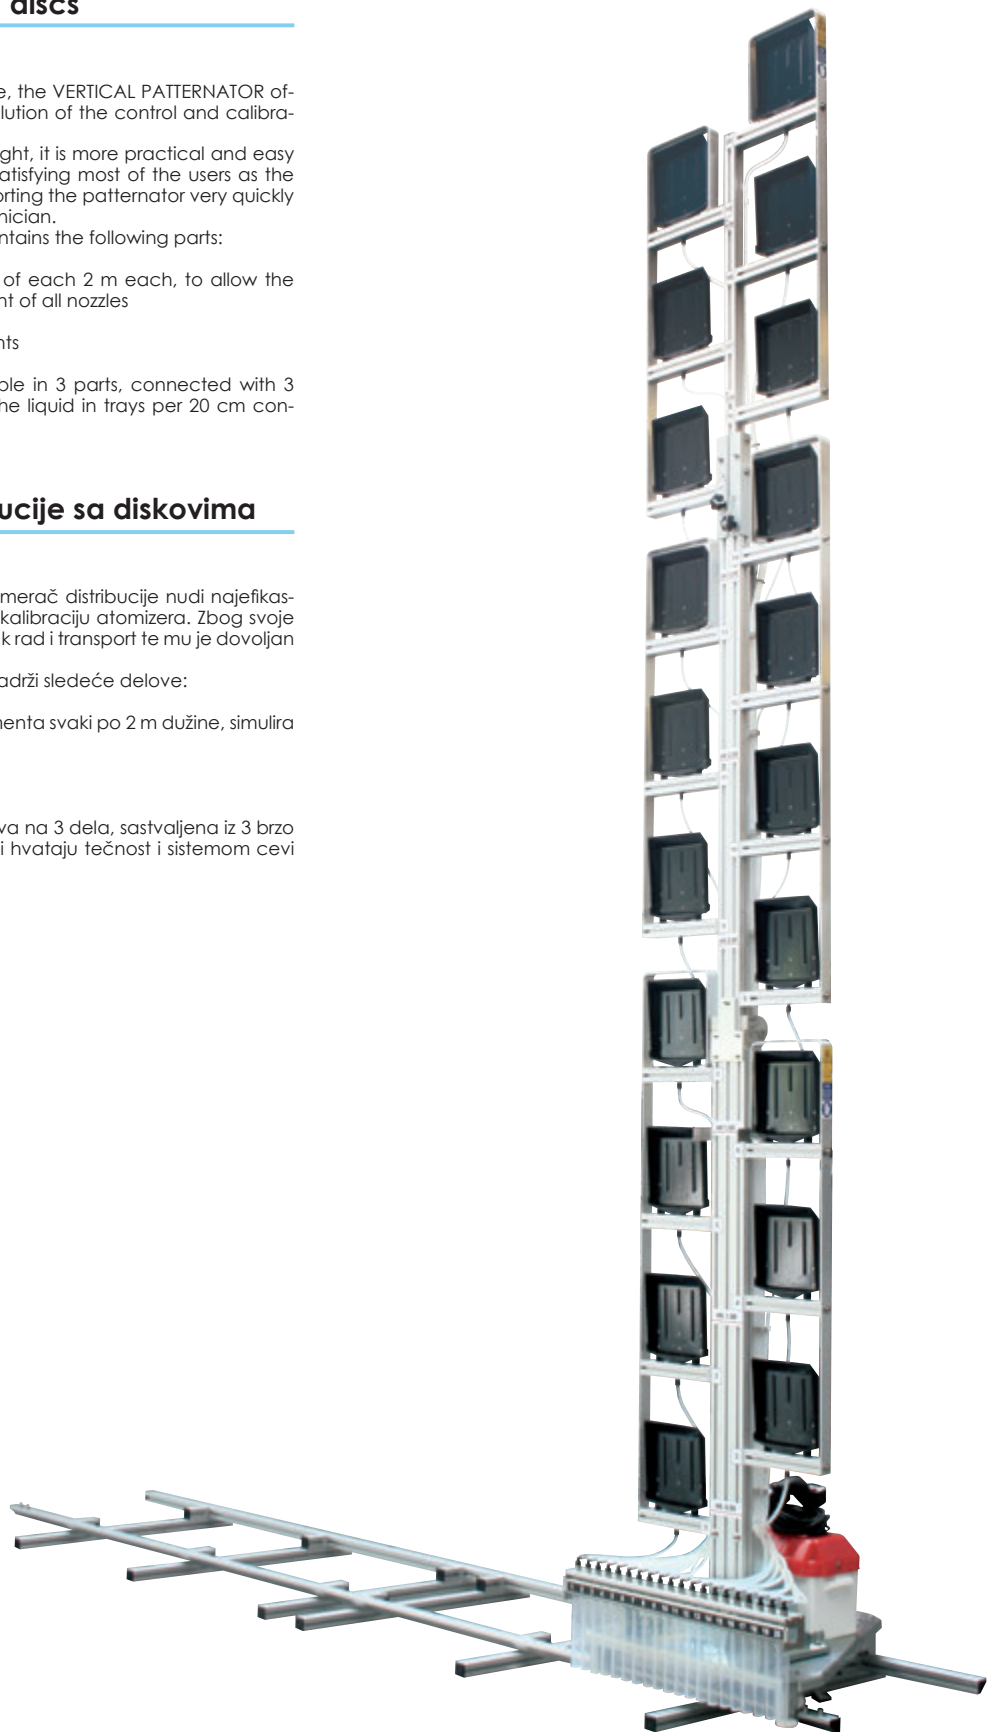 discs
e, the VERTICAL PATTERNATOR of-
lution of the control and calibra-
ght, it is more practical and easy
atisfying most of the users as the
orting the patternator very quickly
nician.
ntains the following parts:
of each 2 m each, to allow the
nt of all nozzles
nts
ble in 3 parts, connected with 3
he liquid in trays per 20 cm con-
ucije sa diskovima
merač distribucije nudi najefikas-
kalibraciju atomizera. Zbog svoje
k rad i transport te mu je dovoljan
adrži sledeće delove:
nenta svaki po 2 m dužine, simulira
va na 3 dela, sastvaljena iz 3 brzo
i hvataju tečnost i sistemom cevi